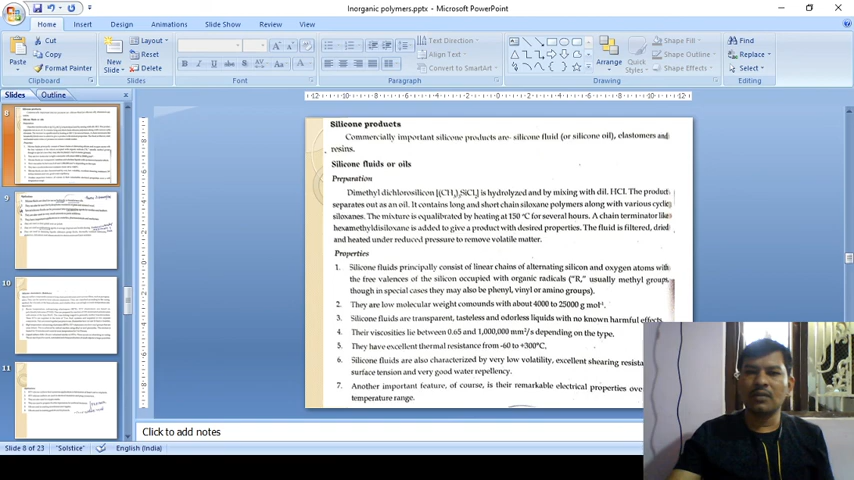 Inorganic polymers.pptx - Microsoft PowerPoint
Home Insert Design Animations Slide Show Review View
Cut
Copy
Format Painter
Paste
Clipboard
New
Slide
Layout
Reset
Delete
Slides
Font
Text Direction
Align Text
Convert to SmartArt
Paragraph
Arrange
Quick
Styles
Shape Fill
Shape Outline
Shape Effects
Drawing
Find
Replace
Select
Editing
Slides Outline
8
9
10
11
Silicone products
Commercially important silicone products are- silicone fluid (or silicone oil), elastomers and
resins.
Silicone fluids or oils
Preparation
Dimethyl dichlorosilicon [(CH3)2SiCl2] is hydrolyzed and by mixing with dil. HCl. The product
separates out as an oil. It contains long and short chain siloxane polymers along with various cyclic
siloxanes. The mixture is equalibrated by heating at 150 °C for several hours. A chain terminator like
hexamethyldisiloxane is added to give a product with desired properties. The fluid is filtered, dried
and heated under reduced pressure to remove volatile matter.
Properties
1. Silicone fluids principally consist of linear chains of alternating silicon and oxygen atoms with
the free valences of the silicon occupied with organic radicals ("R," usually methyl group,
though in special cases they may also be phenyl, vinyl or amino groups).
2. They are low molecular weight comounds with about 4000 to 25000 g mol-1.
3. Silicone fluids are transparent, tasteless and odorless liquids with no known harmful effects.
4. Their viscosities lie between 0.65 and 1,000,000 mm²/s depending on the type.
5. They have excellent thermal resistance from -60 to +300°C.
6. Silicone fluids are also characterized by very low volatility, excellent shearing resista
surface tension and very good water repellency.
7. Another important feature, of course, is their remarkable electrical properties ove
temperature range.
Click to add notes
Slide 8 of 23 "Solstice" English (India)